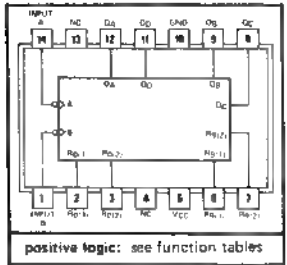 INPUT
A NC QA QD GND QB QC
14 13 12 11 10 9 8
QA QD QB
A QC
B R9(2)
R0(1) R0(2) R9(1)
1 2 3 4 5 6 7
INPUT R0(1) R0(2) NC VCC R9(1) R9(2)
B
positive logic: see function tables